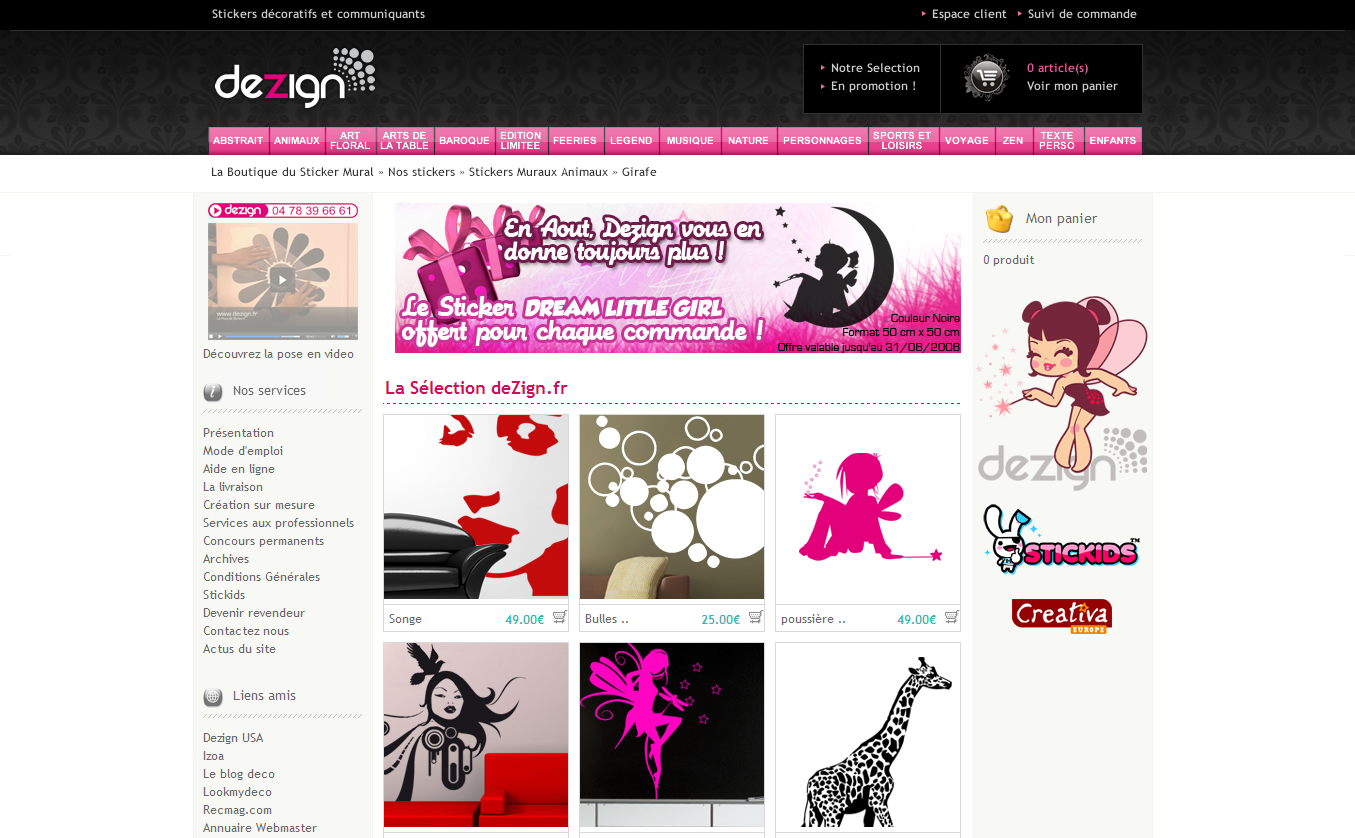 Stickers décoratifs et communiquants
Espace client
Suivi de commande
dezign
Notre Selection
En promotion !
0 article(s)
Voir mon panier
ABSTRAIT
ANIMAUX
ART
FLORAL
ARTS DE
LA TABLE
BAROQUE
EDITION
LIMITEE
FEERIES
LEGEND
MUSIQUE
NATURE
PERSONNAGES
SPORTS ET
LOISIRS
VOYAGE
ZEN
TEXTE
PERSO
ENFANTS
La Boutique du Sticker Mural » Nos stickers » Stickers Muraux Animaux » Girafe
dezign 04 78 39 66 61
www.dezign.fr
Découvrez la pose en video
Nos services
Présentation
Mode d'emploi
Aide en ligne
La livraison
Création sur mesure
Services aux professionnels
Concours permanents
Archives
Conditions Générales
Stickids
Devenir revendeur
Contactez nous
Actus du site
Liens amis
Dezign USA
Izoa
Le blog deco
Lookmydeco
Recmag.com
Annuaire Webmaster
En Aout, Dezign vous en
donne toujours plus !
Le Sticker DREAM LITTLE GIRL
offert pour chaque commande !
Couleur Noire
Format 50 cm x 50 cm
Offre valable jusqu'au 31/08/2008
La Sélection deZign.fr
Songe 49.00€
Bulles .. 25.00€
poussière .. 49.00€
Mon panier
0 produit
dezign
STICKIDS™
Creativa
EUROPE